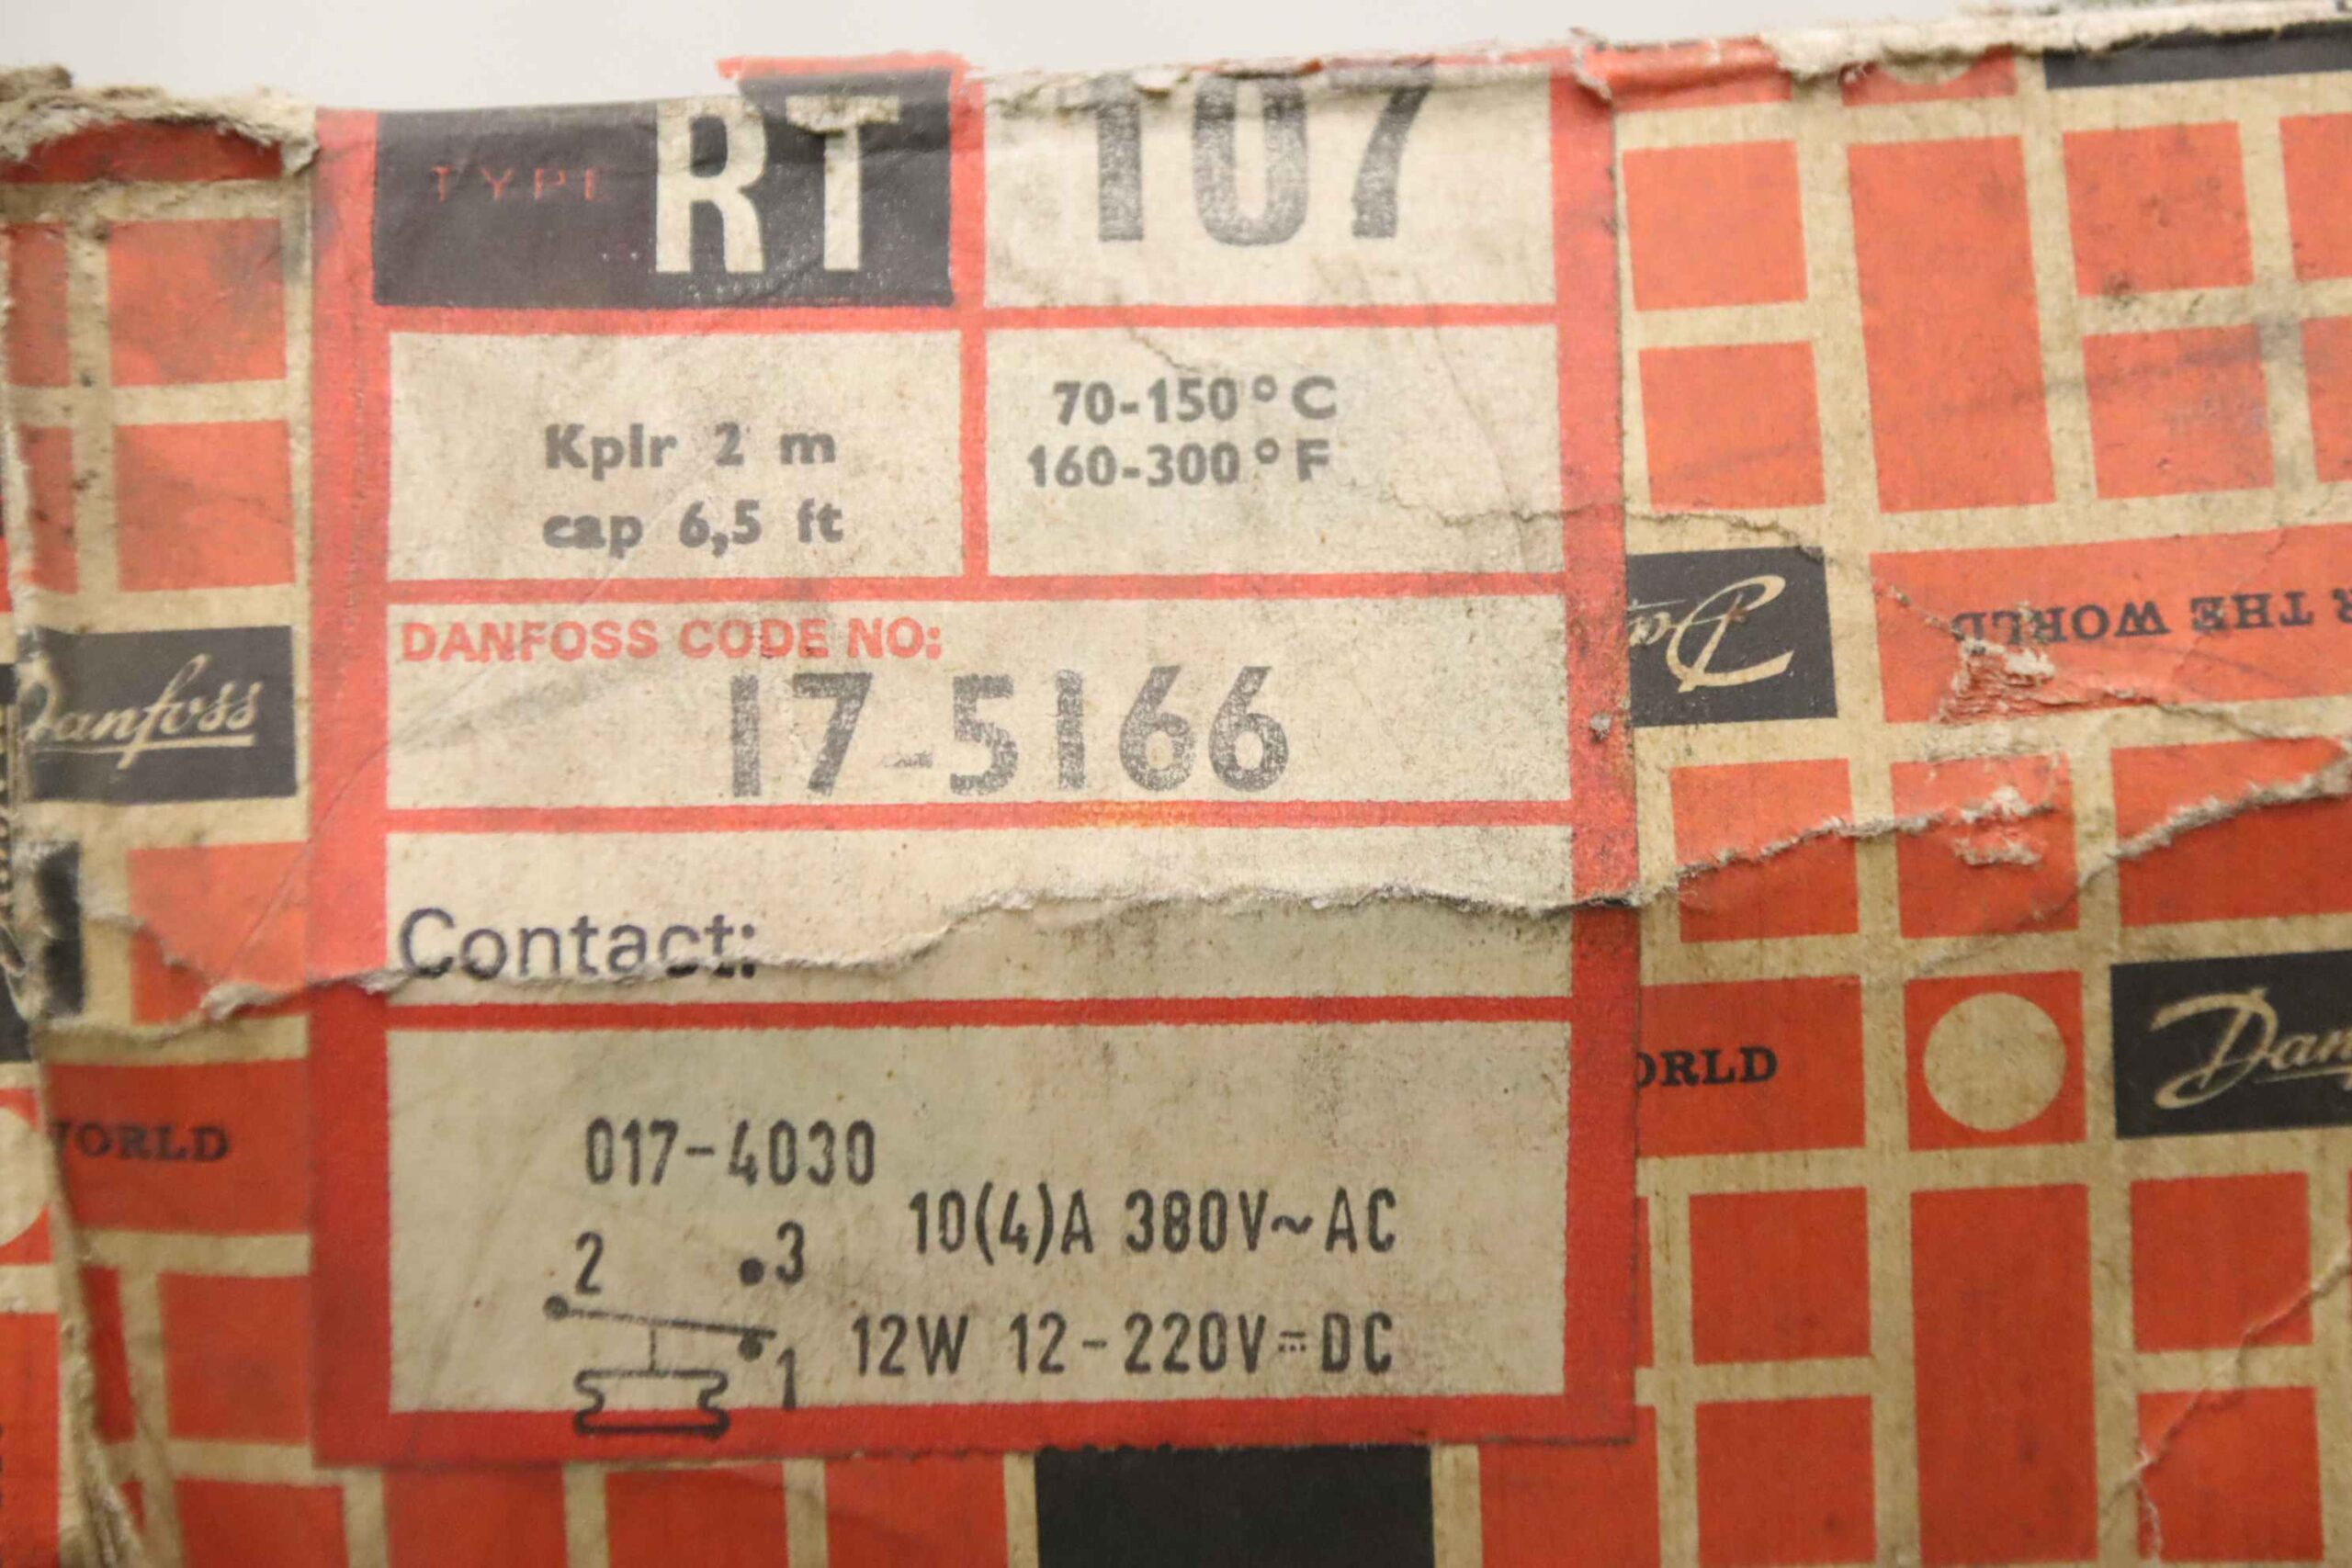 TYPE RT 107
Kplr 2 m
cap 6,5 ft
70-150°C
160-300°F
DANFOSS CODE NO:
17-5166
Contact:
017-4030
10(4)A 380V~AC
2 3
12W 12-220V⎓DC
1
Danfoss
THE WORLD
WORLD